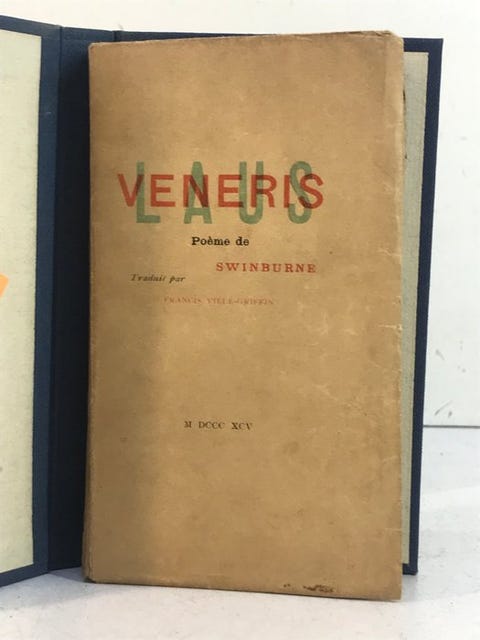 LAUS
VENERIS
Poème de
SWINBURNE
Traduit par
FRANCIS VIELÉ-GRIFFIN
M DCCC XCV